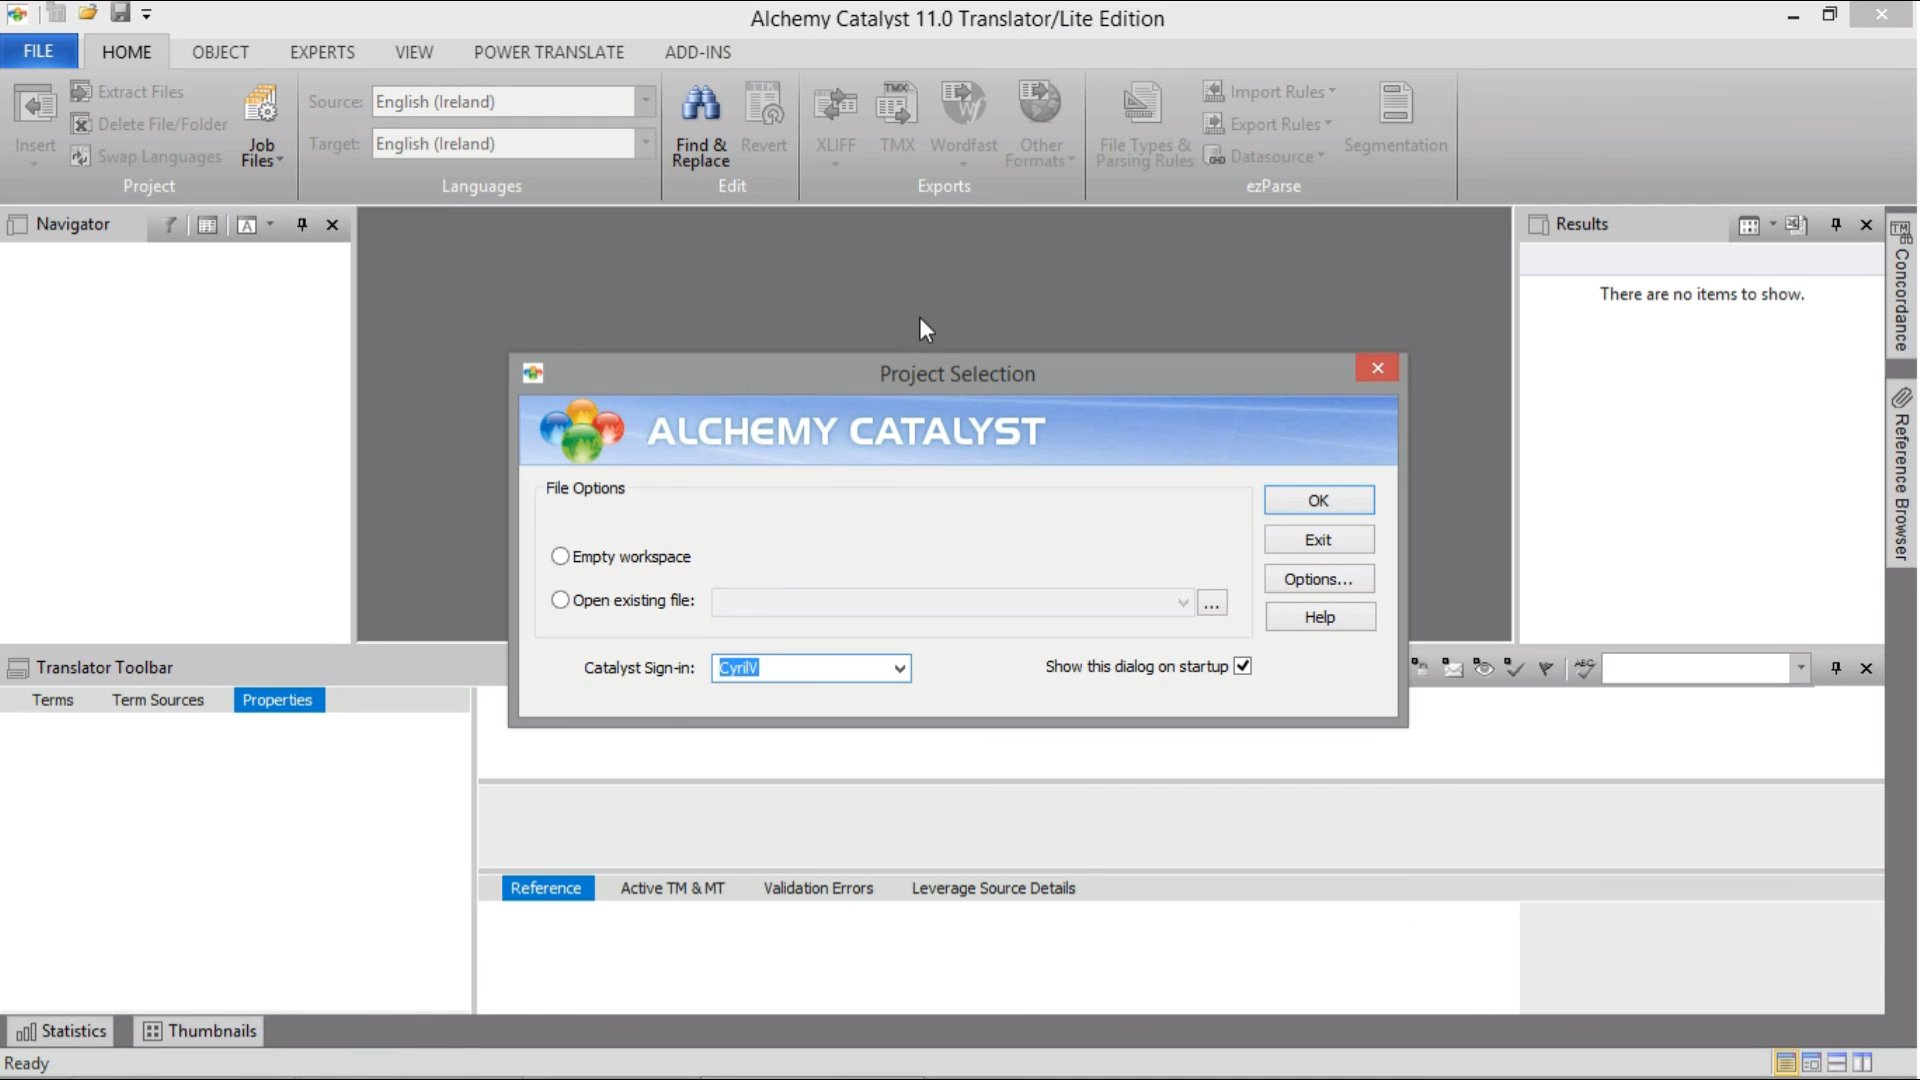 Alchemy Catalyst 11.0 Translator/Lite Edition
FILE HOME OBJECT EXPERTS VIEW POWER TRANSLATE ADD-INS
Insert
Extract Files
Delete File/Folder
Swap Languages
Job
Files
Project
Source: English (Ireland)
Target: English (Ireland)
Languages
Find &
Replace
Revert
Edit
XLIFF
TMX
TMX
Wordfast
Other
Formats
Exports
File Types &
Parsing Rules
Import Rules
Export Rules
Datasource
Segmentation
ezParse
Navigator
A
Results
There are no items to show.
TM
Concordance
Reference Browser
Project Selection
ALCHEMY CATALYST
File Options
Empty workspace
Open existing file:
...
OK
Exit
Options...
Help
Catalyst Sign-in: CyrilV
Show this dialog on startup
Translator Toolbar
ABC
Terms Term Sources Properties
Reference Active TM & MT Validation Errors Leverage Source Details
Statistics Thumbnails
Ready